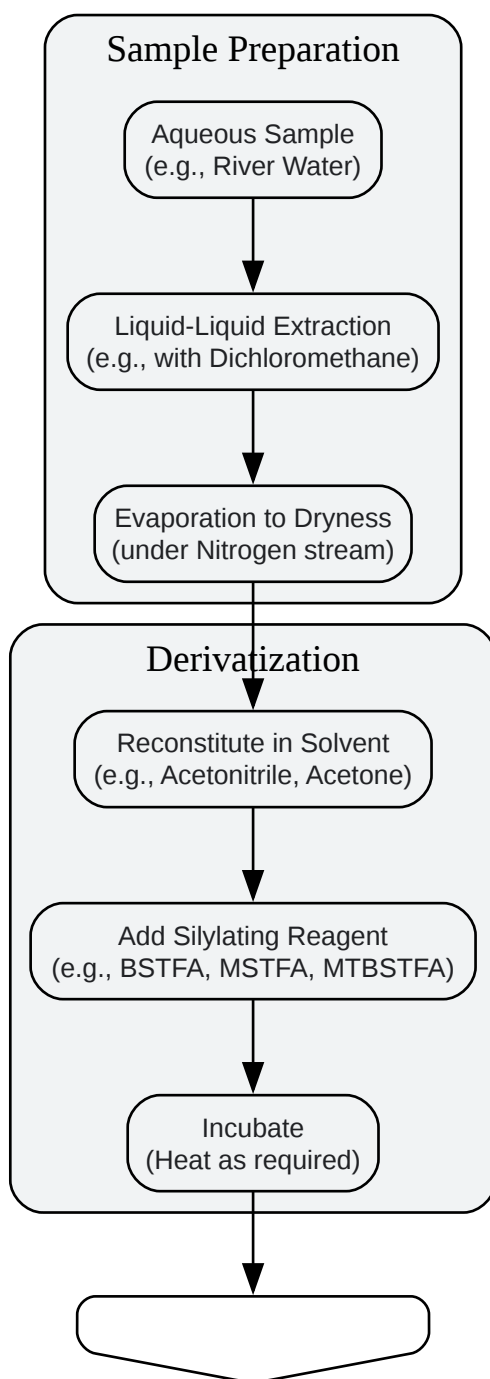 Sample Preparation
Aqueous Sample
(e.g., River Water)
Liquid-Liquid Extraction
(e.g., with Dichloromethane)
Evaporation to Dryness
(under Nitrogen stream)
Derivatization
Reconstitute in Solvent
(e.g., Acetonitrile, Acetone)
Add Silylating Reagent
(e.g., BSTFA, MSTFA, MTBSTFA)
Incubate
(Heat as required)